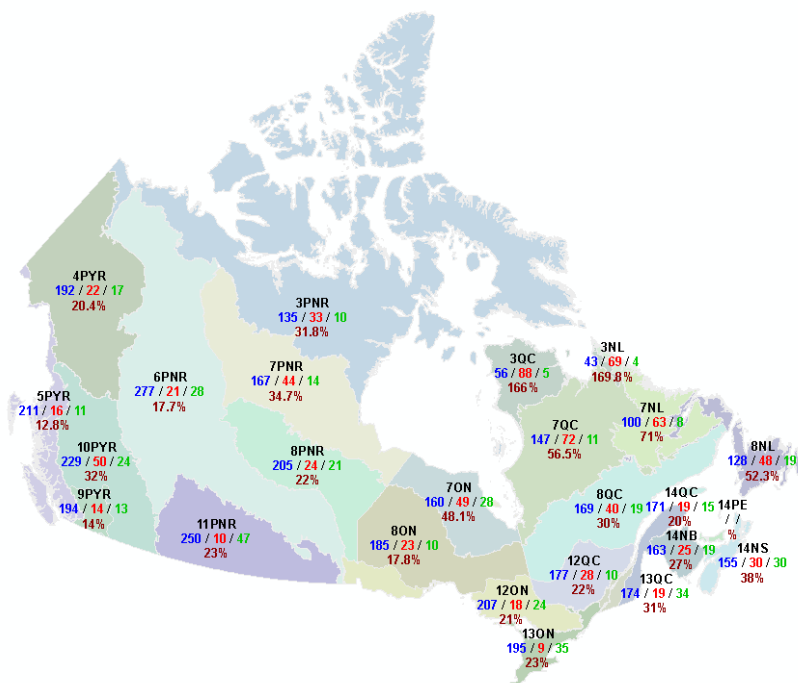 4PYR
192 / 22 / 17
20.4%
3PNR
135 / 33 / 10
31.8%
3NL
43 / 69 / 4
169.8%
3QC
56 / 88 / 5
166%
7PNR
167 / 44 / 14
34.7%
6PNR
277 / 21 / 28
17.7%
5PYR
211 / 16 / 11
12.8%
7NL
100 / 63 / 8
71%
7QC
147 / 72 / 11
56.5%
10PYR
229 / 50 / 24
32%
8PNR
205 / 24 / 21
22%
8NL
128 / 48 / 19
52.3%
9PYR
194 / 14 / 13
14%
7ON
160 / 49 / 28
48.1%
8QC
169 / 40 / 19
30%
14QC
171 / 19 / 15
20%
14PE
/ /
%
11PNR
250 / 10 / 47
23%
8ON
185 / 23 / 10
17.8%
14NB
163 / 25 / 19
27%
14NS
155 / 30 / 30
38%
12QC
177 / 28 / 10
22%
13QC
174 / 19 / 34
31%
12ON
207 / 18 / 24
21%
13ON
195 / 9 / 35
23%